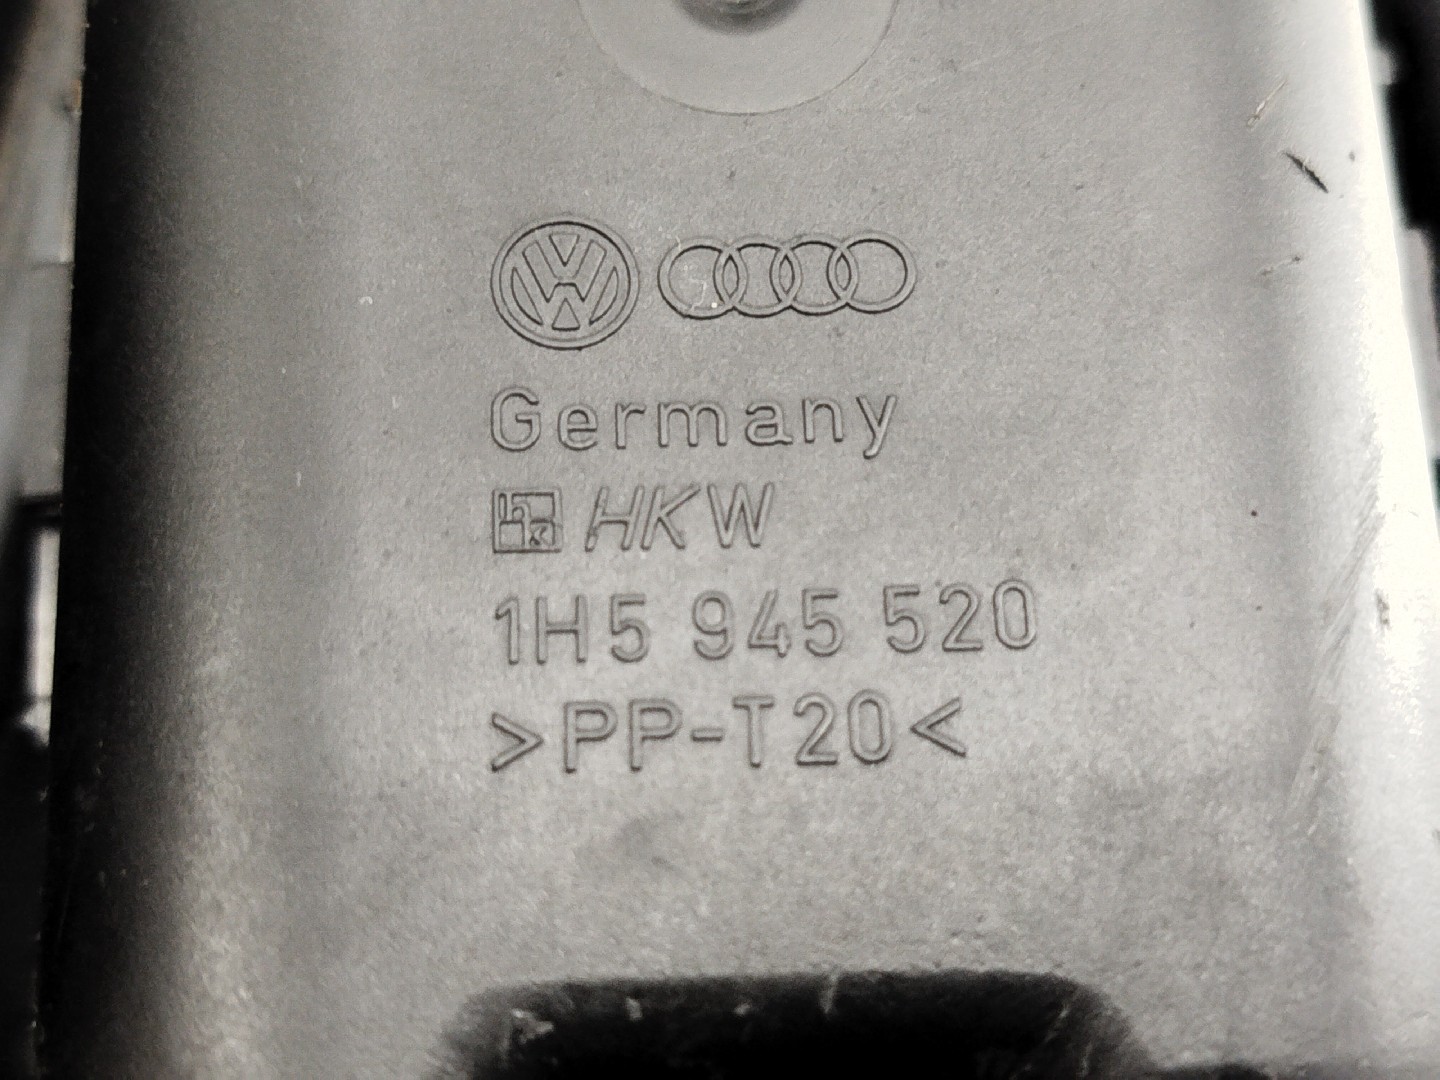 Germany
HKW
1H5 945 520
>PP-T20<